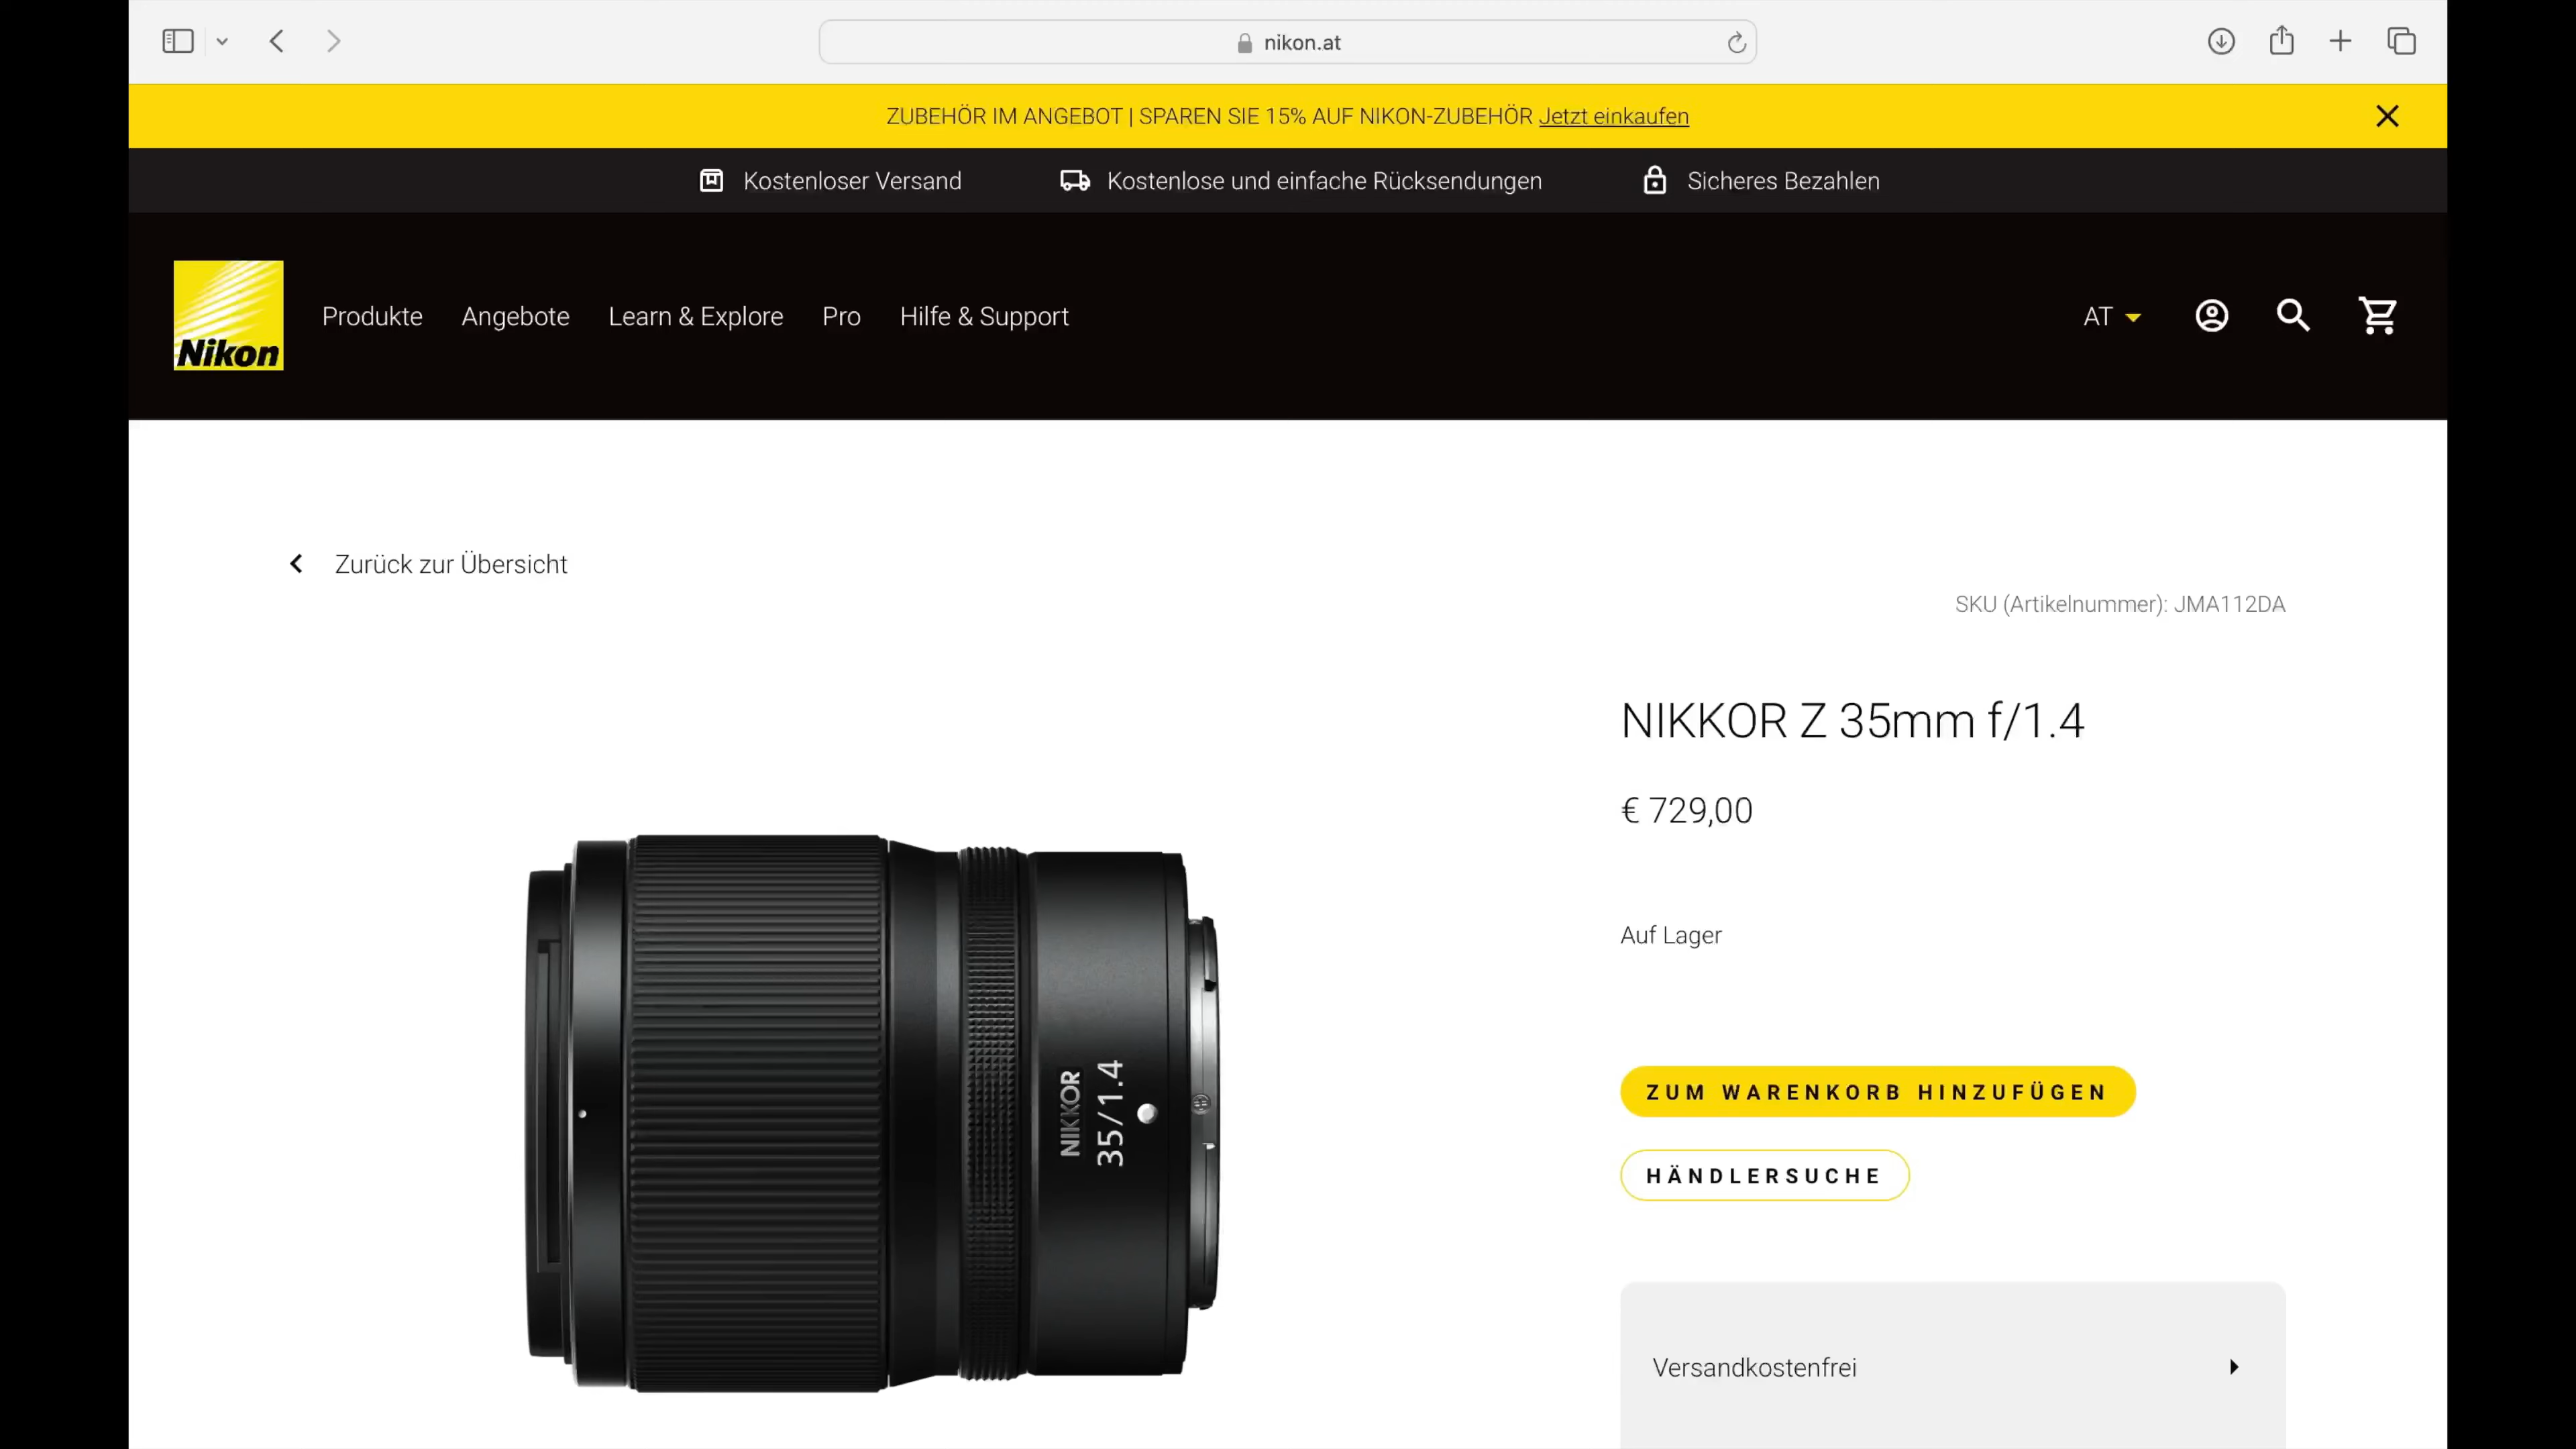 nikon.at
ZUBEHÖR IM ANGEBOT | SPAREN SIE 15% AUF NIKON-ZUBEHÖR Jetzt einkaufen
Kostenloser Versand
Kostenlose und einfache Rücksendungen
Sicheres Bezahlen
Nikon
Produkte
Angebote
Learn & Explore
Pro
Hilfe & Support
AT
Zurück zur Übersicht
SKU (Artikelnummer): JMA112DA
NIKKOR Z 35mm f/1.4
€ 729,00
Auf Lager
NIKKOR
35/1.4
ZUM WARENKORB HINZUFÜGEN
HÄNDLERSUCHE
Versandkostenfrei